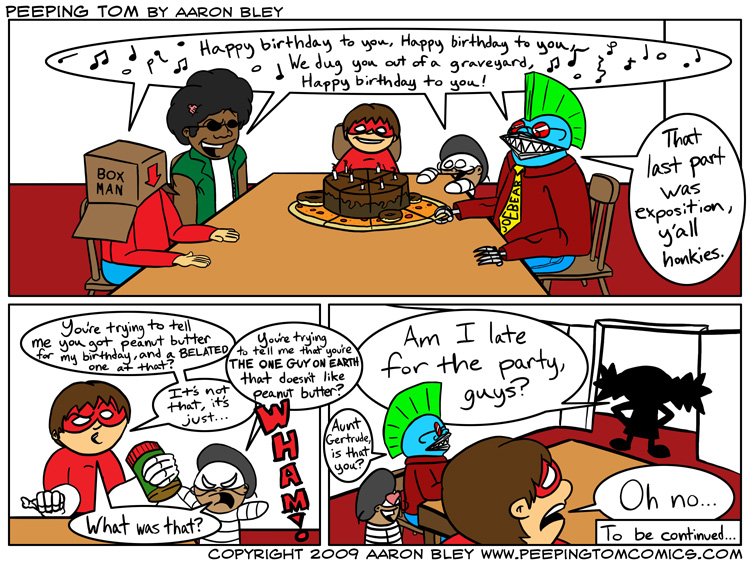 PEEPING TOM BY AARON BLEY
Happy birthday to you, Happy birthday to you,
We dug you out of a graveyard,
Happy birthday to you!
BOX
MAN
That
last part
was
exposition,
y'all
honkies.
You're trying to tell
me you got peanut butter
for my birthday, and a BELATED
one at that?
It's not
that, it's
just...
You're trying
to tell me that you're
THE ONE GUY ON EARTH
that doesn't like
peanut butter?
WHAM!
What was that?
Am I late
for the party,
guys?
Aunt
Gertrude,
is that
you?
Oh no...
To be continued...
COPYRIGHT 2009 AARON BLEY WWW.PEEPINGTOMCOMICS.COM